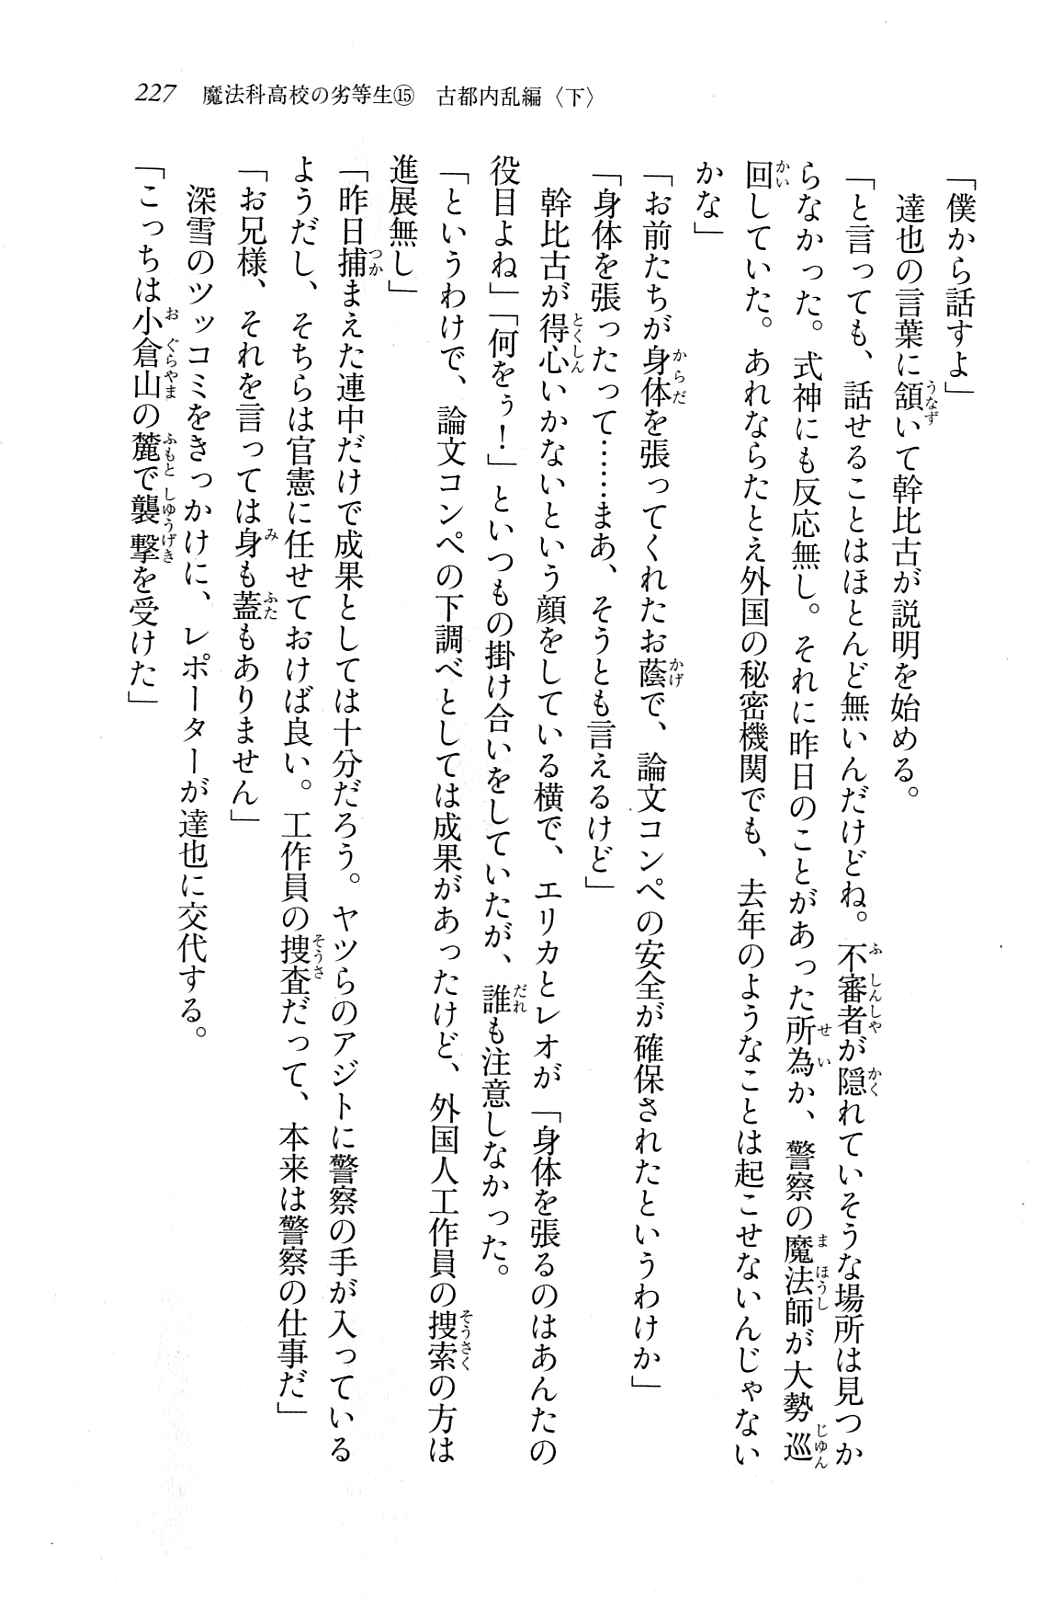 227　魔法科高校の劣等生⑮　古都内乱編〈下〉
「僕から話すよ」
　達也の言葉に頷いて幹比古が説明を始める。
「と言っても、話せることはほとんど無いんだけどね。不審者が隠れていそうな場所は見つか
らなかった。式神にも反応無し。それに昨日のことがあった所為か、警察の魔法師が大勢巡
回していた。あれならたとえ外国の秘密機関でも、去年のようなことは起こせないんじゃない
かな」
「お前たちが身体を張ってくれたお蔭で、論文コンペの安全が確保されたというわけか」
「身体を張ったって……まあ、そうとも言えるけど」
　幹比古が得心いかないという顔をしている横で、エリカとレオが「身体を張るのはあんたの
役目よね」「何をぅ！」といつもの掛け合いをしていたが、誰も注意しなかった。
「というわけで、論文コンペの下調べとしては成果があったけど、外国人工作員の捜索の方は
進展無し」
「昨日捕まえた連中だけで成果としては十分だろう。ヤツらのアジトに警察の手が入っている
ようだし、そちらは官憲に任せておけば良い。工作員の捜査だって、本来は警察の仕事だ」
「お兄様、それを言っては身も蓋もありません」
　深雪のツッコミをきっかけに、レポーターが達也に交代する。
「こっちは小倉山の麓で襲撃を受けた」